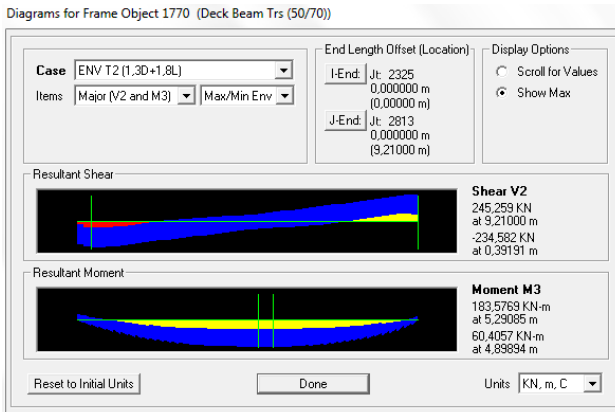 Diagrams for Frame Object 1770 (Deck Beam Trs (50/70))
Case ENV T2 (1,3D+1,8L)
Items Major (V2 and M3) Max/Min Env
End Length Offset (Location)
I-End: Jt: 2325
0,000000 m
(0,00000 m)
J-End: Jt: 2813
0,000000 m
(9,21000 m)
Display Options
Scroll for Values
Show Max
Resultant Shear
Shear V2
245,259 KN
at 9,21000 m
-234,582 KN
at 0,39191 m
Resultant Moment
Moment M3
183,5769 KN-m
at 5,29085 m
60,4057 KN-m
at 4,89894 m
Reset to Initial Units
Done
Units KN, m, C